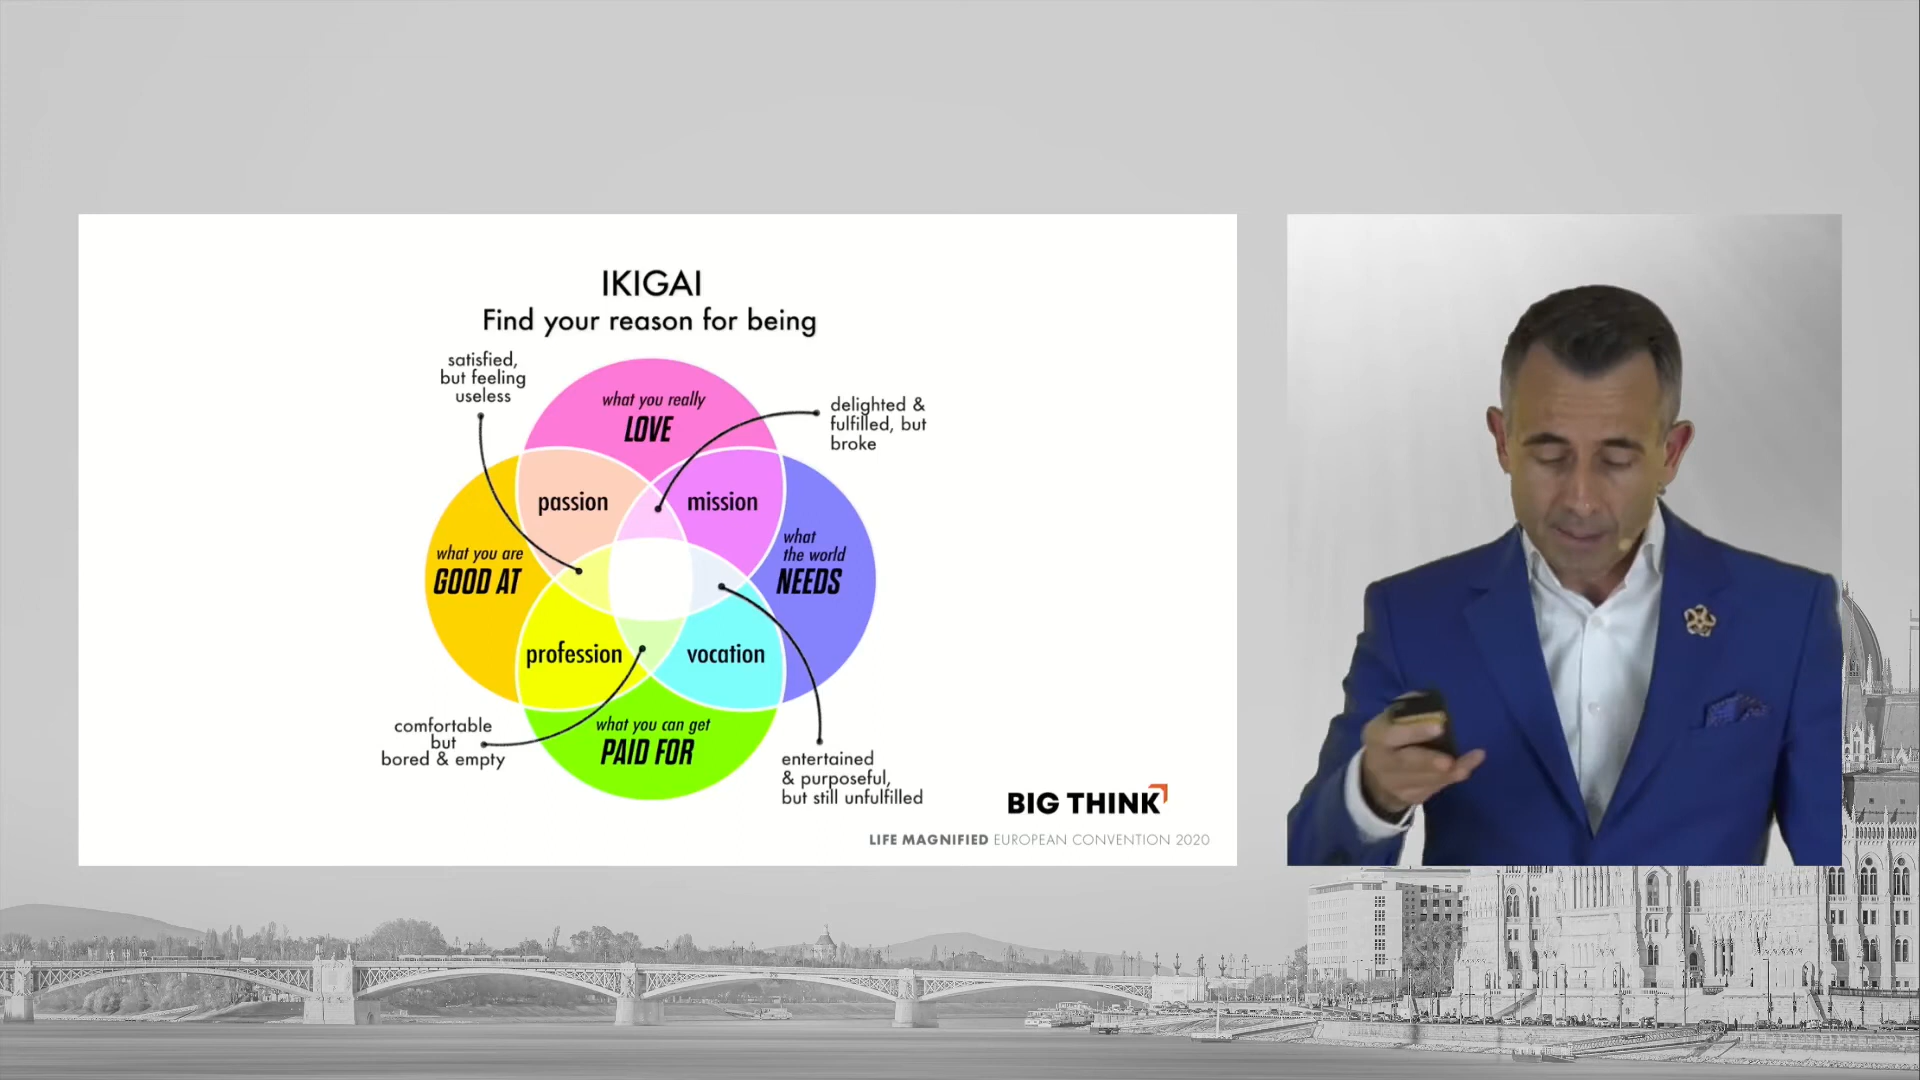 IKIGAI
Find your reason for being
satisfied,
but feeling
useless
what you really
LOVE
delighted &
fulfilled, but
broke
passion
mission
what you are
GOOD AT
what
the world
NEEDS
profession
vocation
comfortable
but
bored & empty
what you can get
PAID FOR
entertained
& purposeful,
but still unfulfilled
BIG THINK
LIFE MAGNIFIED EUROPEAN CONVENTION 2020